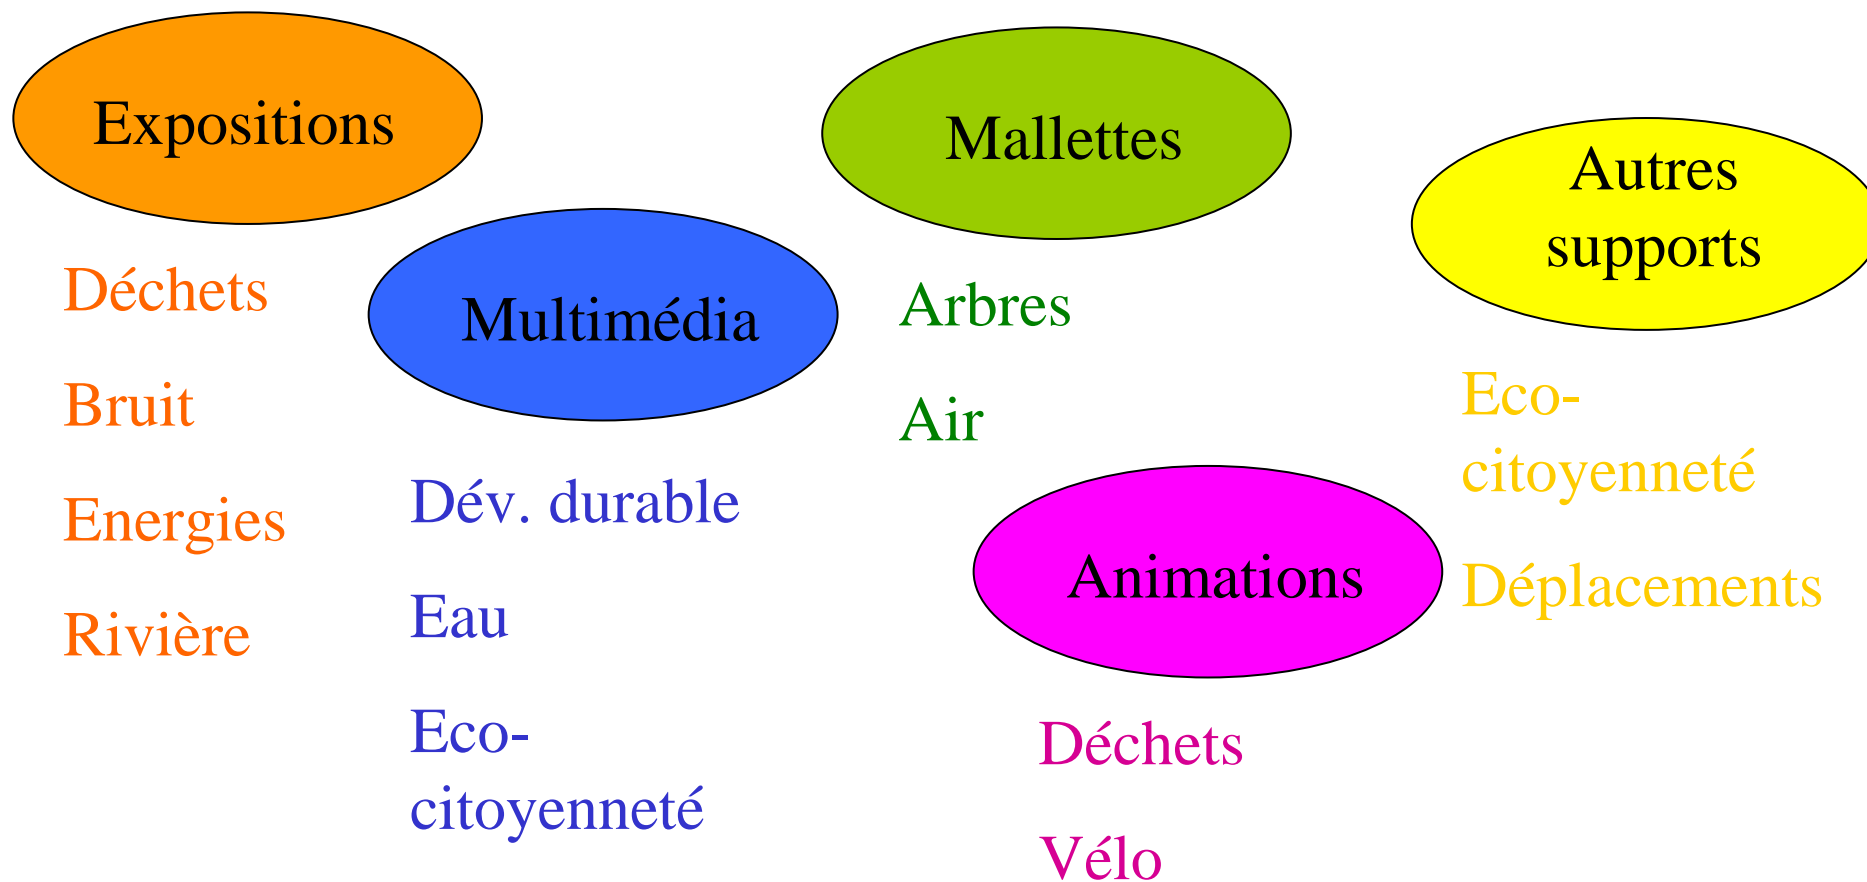 Expositions
Déchets
Bruit
Energies
Rivière
Multimédia
Dév. durable
Eau
Eco-
citoyenneté
Mallettes
Arbres
Air
Animations
Déchets
Vélo
Autres
supports
Eco-
citoyenneté
Déplacements